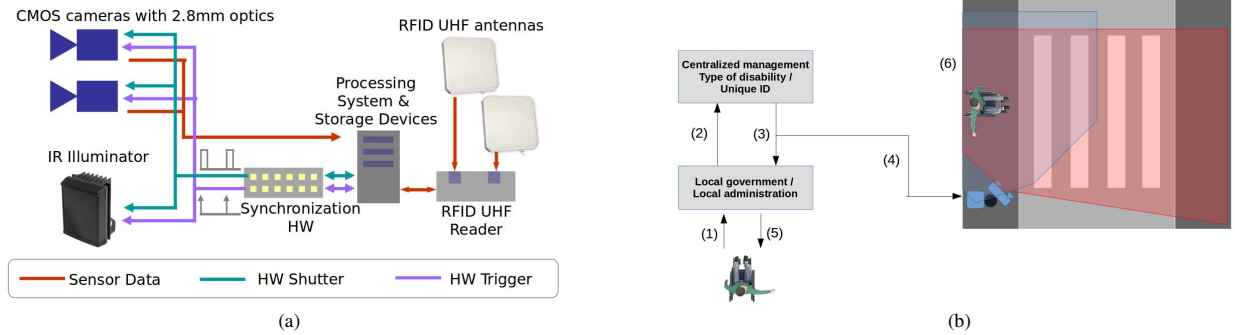 CMOS cameras with 2.8mm optics
RFID UHF antennas
Processing
System &
Storage Devices
IR Illuminator
Synchronization
HW
RFID UHF
Reader
Sensor Data
HW Shutter
HW Trigger
(a)
Centralized management
Type of disability /
Unique ID
(2)
(3)
(4)
Local government /
Local administration
(1)
(5)
(6)
(b)